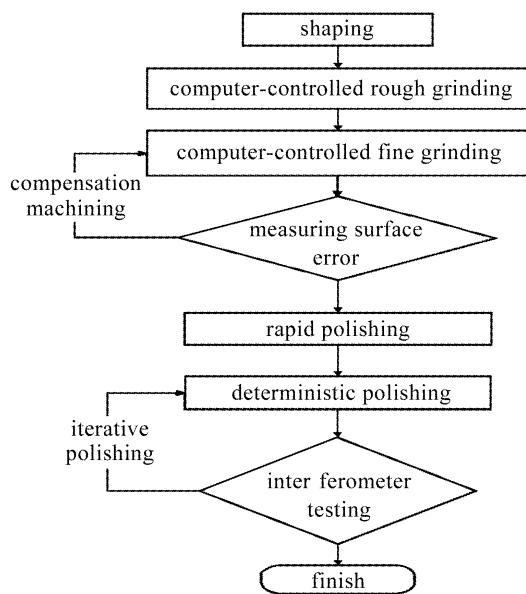 shaping
computer-controlled rough grinding
computer-controlled fine grinding
compensation
machining
measuring surface
error
rapid polishing
deterministic polishing
iterative
polishing
inter ferometer
testing
finish